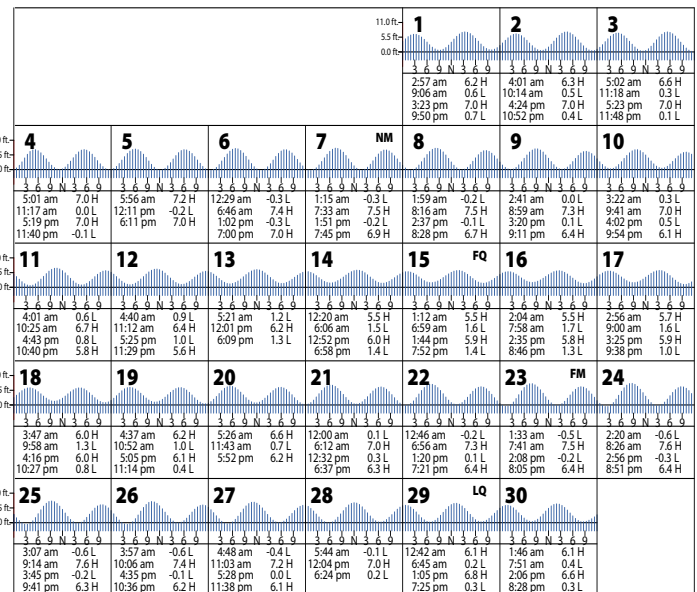 11.0 ft.
5.5 ft
0.0 ft
1 2 3
3 6 9 N 3 6 9 3 6 9 N 3 6 9 3 6 9 N 3 6 9
2:57 am 6.2 H 4:01 am 6.3 H 5:02 am 6.6 H
9:06 am 0.6 L 10:14 am 0.5 L 11:18 am 0.3 L
3:23 pm 7.0 H 4:24 pm 7.0 H 5:23 pm 7.0 H
9:50 pm 0.7 L 10:52 pm 0.4 L 11:48 pm 0.1 L
4 5 6 7 NM 8 9 10
3 6 9 N 3 6 9 3 6 9 N 3 6 9 3 6 9 N 3 6 9 3 6 9 N 3 6 9 3 6 9 N 3 6 9 3 6 9 N 3 6 9 3 6 9 N 3 6 9
5:01 am 7.0 H 5:56 am 7.2 H 12:29 am -0.3 L 1:15 am -0.3 L 1:59 am -0.2 L 2:41 am 0.0 L 3:22 am 0.3 L
11:17 am 0.0 L 12:11 pm -0.2 L 6:46 am 7.4 H 7:33 am 7.5 H 8:16 am 7.5 H 8:59 am 7.3 H 9:41 am 7.0 H
5:19 pm 7.0 H 6:11 pm 7.0 H 1:02 pm -0.3 L 1:51 pm -0.2 L 2:37 pm -0.1 L 3:20 pm 0.1 L 4:02 pm 0.5 L
11:40 pm -0.1 L 7:00 pm 7.0 H 7:45 pm 6.9 H 8:28 pm 6.7 H 9:11 pm 6.4 H 9:54 pm 6.1 H
11 12 13 14 15 FQ 16 17
3 6 9 N 3 6 9 3 6 9 N 3 6 9 3 6 9 N 3 6 9 3 6 9 N 3 6 9 3 6 9 N 3 6 9 3 6 9 N 3 6 9 3 6 9 N 3 6 9
4:01 am 0.6 L 4:40 am 0.9 L 5:21 am 1.2 L 12:20 am 5.5 H 1:12 am 5.5 H 2:04 am 5.5 H 2:56 am 5.7 H
10:25 am 6.7 H 11:12 am 6.4 H 12:01 pm 6.2 H 6:06 am 1.5 L 6:59 am 1.6 L 7:58 am 1.7 L 9:00 am 1.6 L
4:43 pm 0.8 L 5:25 pm 1.0 L 6:09 pm 1.3 L 12:52 pm 6.0 H 1:44 pm 5.9 H 2:35 pm 5.8 H 3:25 pm 5.9 H
10:40 pm 5.8 H 11:29 pm 5.6 H 6:58 pm 1.4 L 7:52 pm 1.4 L 8:46 pm 1.3 L 9:38 pm 1.0 L
18 19 20 21 22 23 FM 24
3 6 9 N 3 6 9 3 6 9 N 3 6 9 3 6 9 N 3 6 9 3 6 9 N 3 6 9 3 6 9 N 3 6 9 3 6 9 N 3 6 9 3 6 9 N 3 6 9
3:47 am 6.0 H 4:37 am 6.2 H 5:26 am 6.6 H 12:00 am 0.1 L 12:46 am -0.2 L 1:33 am -0.5 L 2:20 am -0.6 L
9:58 am 1.3 L 10:52 am 1.0 L 11:43 am 0.7 L 6:12 am 7.0 H 6:56 am 7.3 H 7:41 am 7.5 H 8:26 am 7.6 H
4:16 pm 6.0 H 5:05 pm 6.1 H 5:52 pm 6.2 H 12:32 pm 0.3 L 1:20 pm 0.1 L 2:08 pm -0.2 L 2:56 pm -0.3 L
10:27 pm 0.8 L 11:14 pm 0.4 L 6:37 pm 6.3 H 7:21 pm 6.4 H 8:05 pm 6.4 H 8:51 pm 6.4 H
25 26 27 28 29 LQ 30
3 6 9 N 3 6 9 3 6 9 N 3 6 9 3 6 9 N 3 6 9 3 6 9 N 3 6 9 3 6 9 N 3 6 9 3 6 9 N 3 6 9
3:07 am -0.6 L 3:57 am -0.6 L 4:48 am -0.4 L 5:44 am -0.1 L 12:42 am 6.1 H 1:46 am 6.1 H
9:14 am 7.6 H 10:06 am 7.4 H 11:03 am 7.2 H 12:04 pm 7.0 H 6:45 am 0.2 L 7:51 am 0.4 L
3:45 pm -0.2 L 4:35 pm -0.1 L 5:28 pm 0.0 L 6:24 pm 0.2 L 1:05 pm 6.8 H 2:06 pm 6.6 H
9:41 pm 6.3 H 10:36 pm 6.2 H 11:38 pm 6.1 H 7:25 pm 0.3 L 8:28 pm 0.3 L